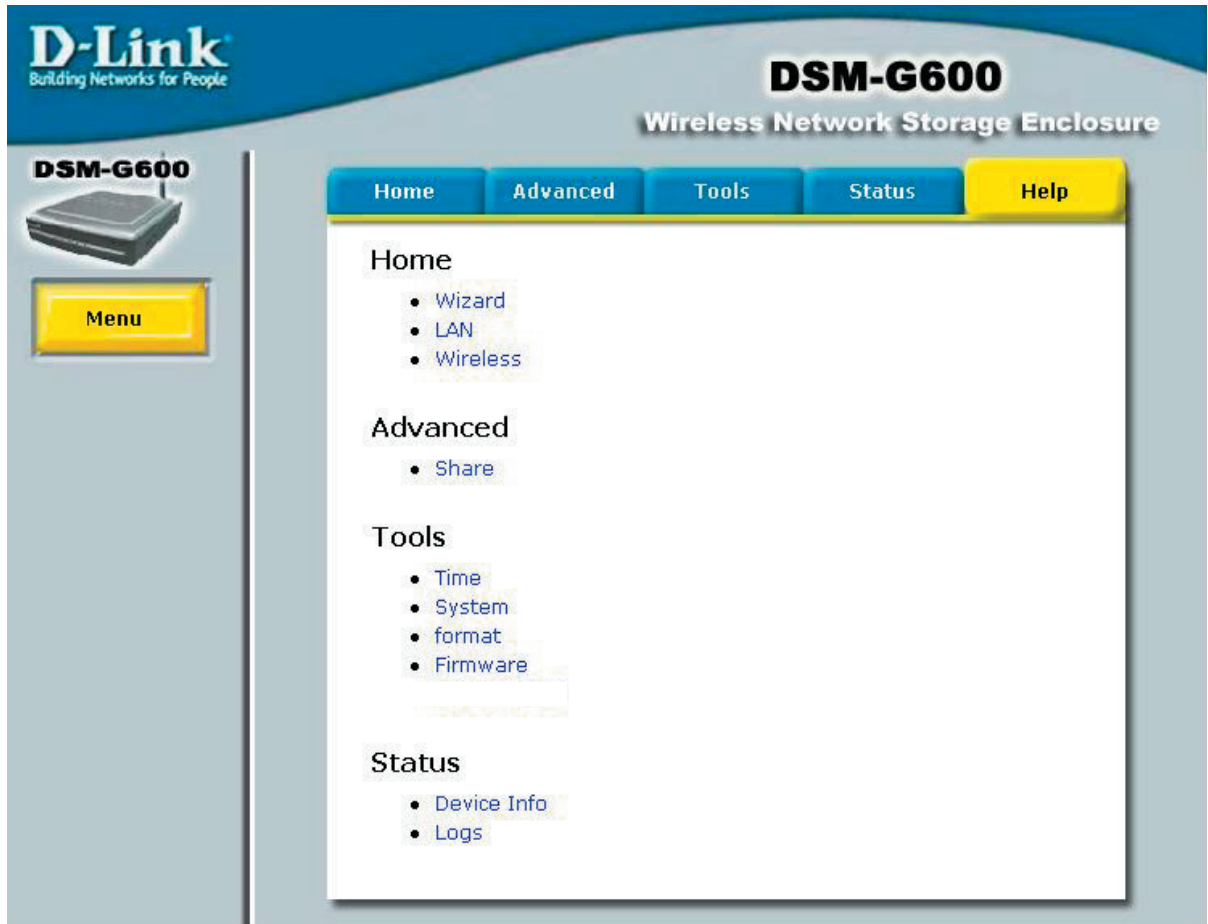 D-Link
Building Networks for People
DSM-G600
Wireless Network Storage Enclosure
DSM-G600
Menu
Home
Advanced
Tools
Status
Help
Home
Wizard
LAN
Wireless
Advanced
Share
Tools
Time
System
format
Firmware
Status
Device Info
Logs